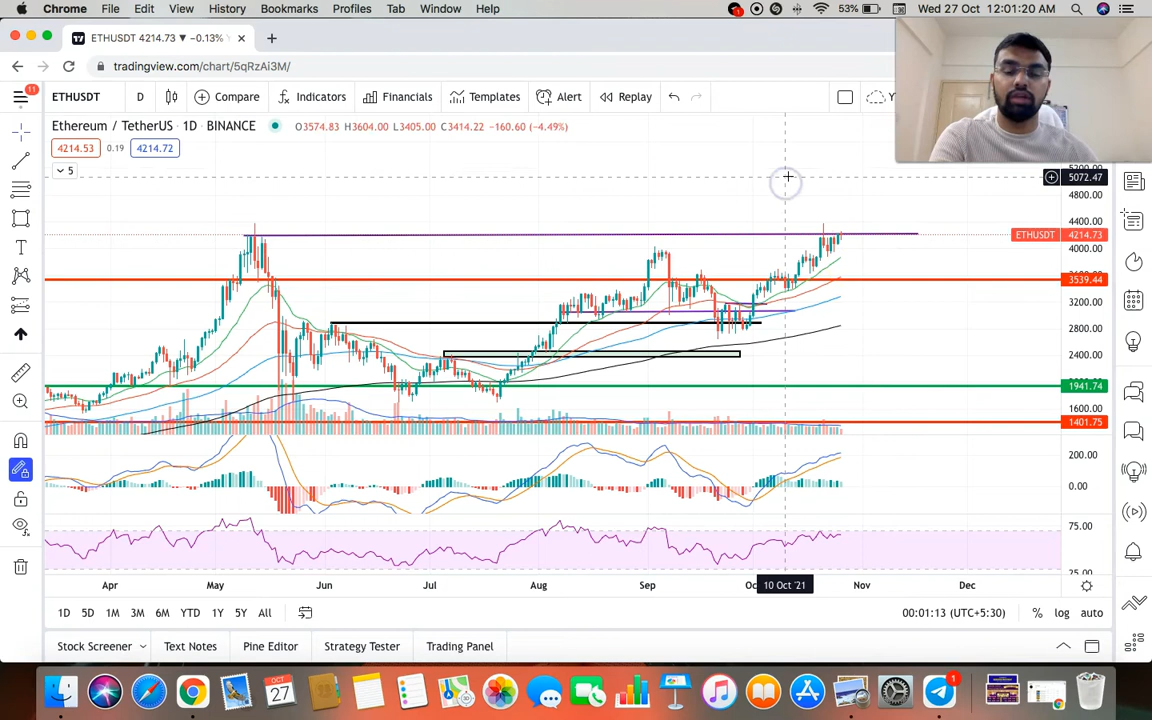 Chrome File Edit View History Bookmarks Profiles Tab Window Help 53% Wed 27 Oct 12:01:20 AM
ETHUSDT 4214.73 ▼ −0.13%
tradingview.com/chart/5qRzAi3M/
11 ETHUSDT D Compare Indicators Financials Templates Alert Replay Y
Ethereum / TetherUS · 1D · BINANCE O3574.83 H3604.00 L3405.00 C3414.22 −160.60 (−4.49%)
4214.53 0.19 4214.72
5
5072.47
4800.00
4400.00
ETHUSDT 4214.73
4000.00
3539.44
3200.00
2800.00
2400.00
1941.74
1600.00
1401.75
200.00
0.00
75.00
25.00
Apr May Jun Jul Aug Sep 10 Oct '21 Nov Dec
1D 5D 1M 3M 6M YTD 1Y 5Y All 00:01:13 (UTC+5:30) % log auto
Stock Screener Text Notes Pine Editor Strategy Tester Trading Panel
OCT
27
1